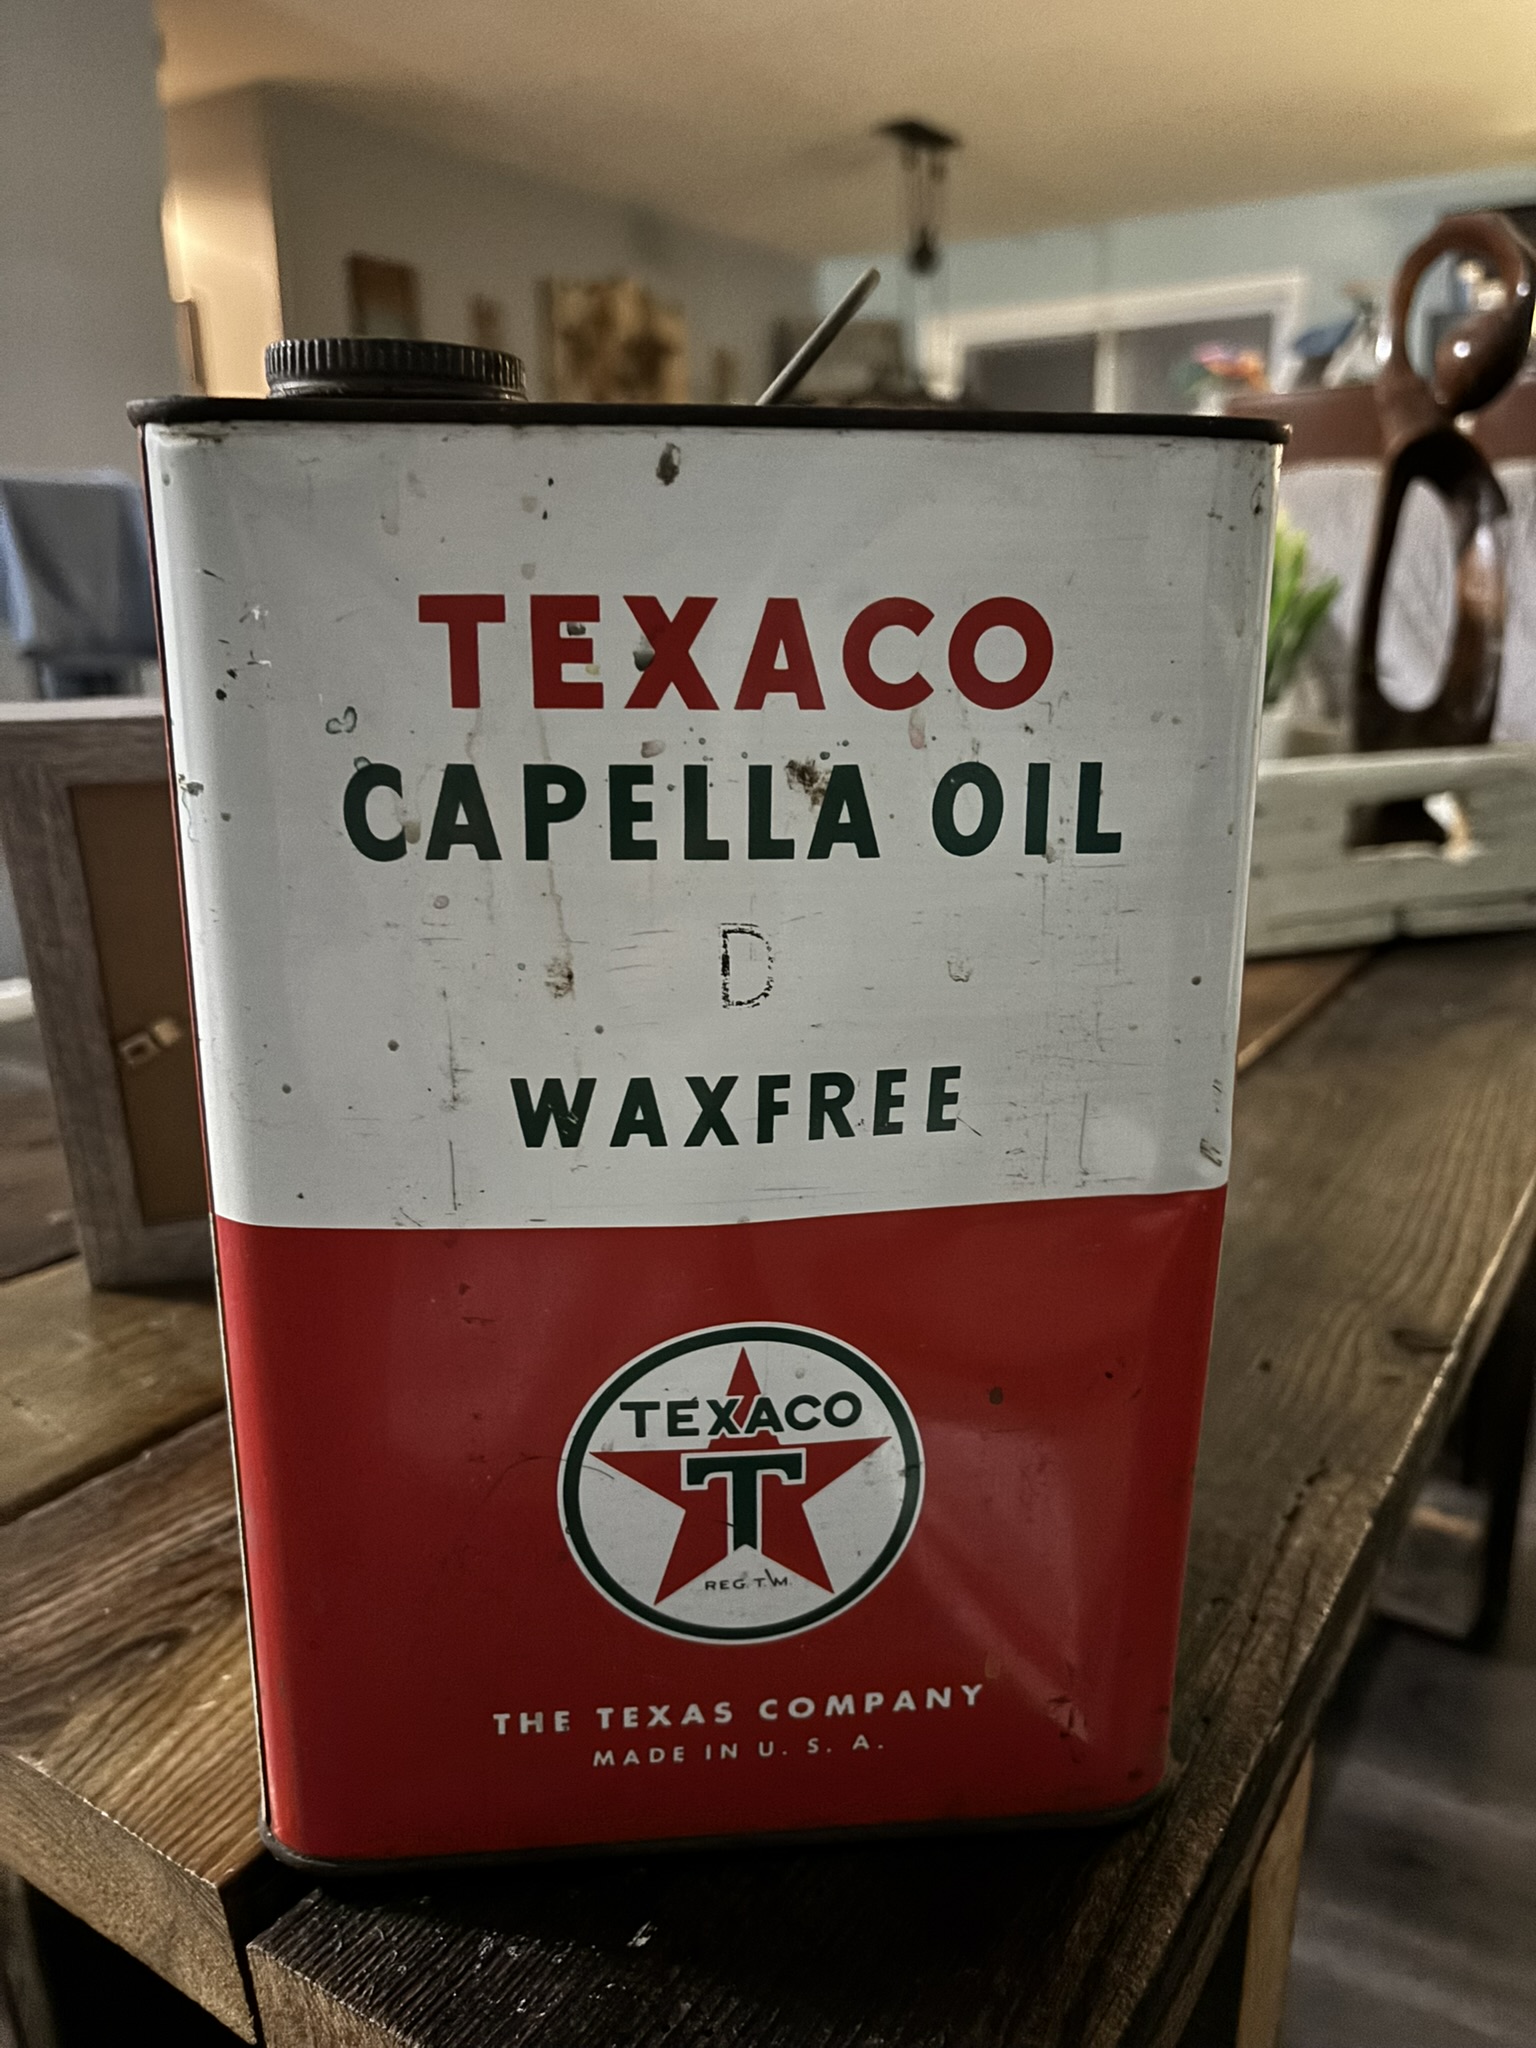 TEXACO
CAPELLA OIL
D
WAXFREE
TEXACO
T
REG. T.M.
THE TEXAS COMPANY
MADE IN U. S. A.